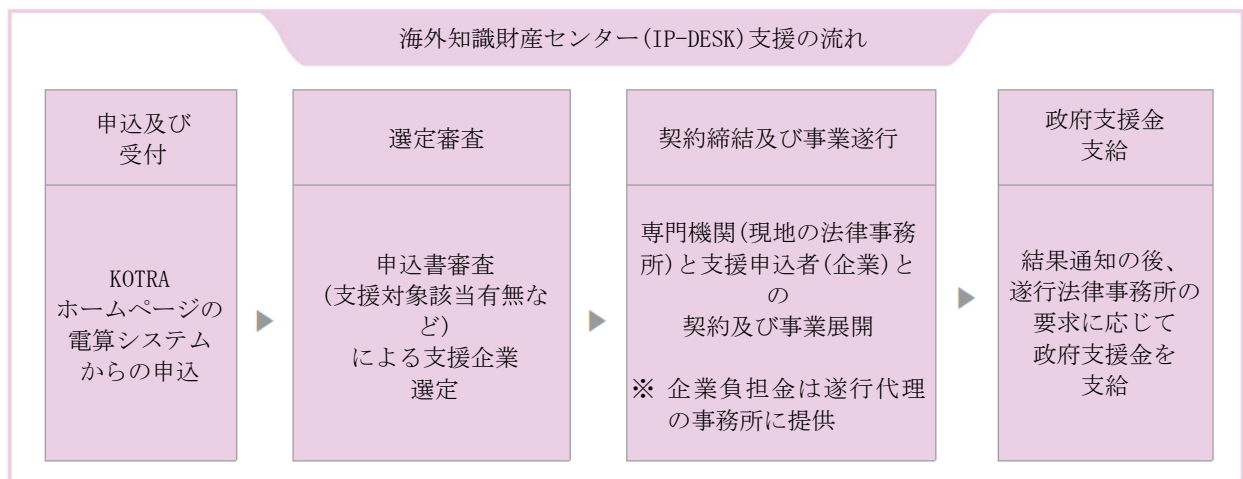 海外知識財産センター(IP-DESK)支援の流れ
申込及び
受付
KOTRA
ホームページの
電算システム
からの申込
選定審査
申込書審査
(支援対象該当有無な
ど)
による支援企業
選定
契約締結及び事業遂行
専門機関(現地の法律事務
所)と支援申込者(企業)と
の
契約及び事業展開
※ 企業負担金は遂行代理
の事務所に提供
政府支援金
支給
結果通知の後、
遂行法律事務所の
要求に応じて
政府支援金を
支給